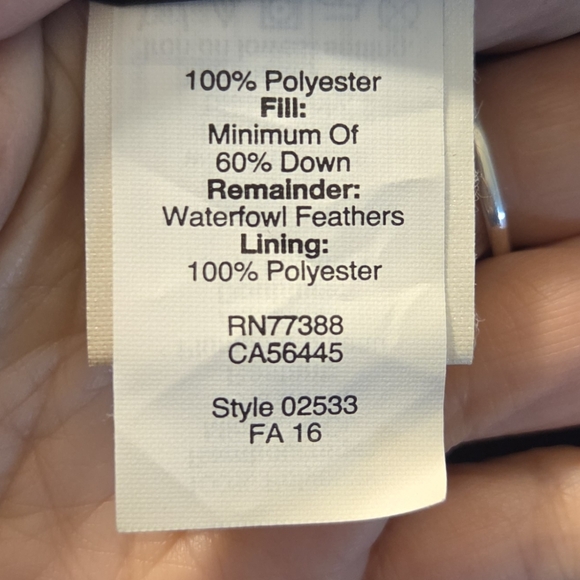 100% Polyester
Fill:
Minimum Of
60% Down
Remainder:
Waterfowl Feathers
Lining:
100% Polyester
RN77388
CA56445
Style 02533
FA 16